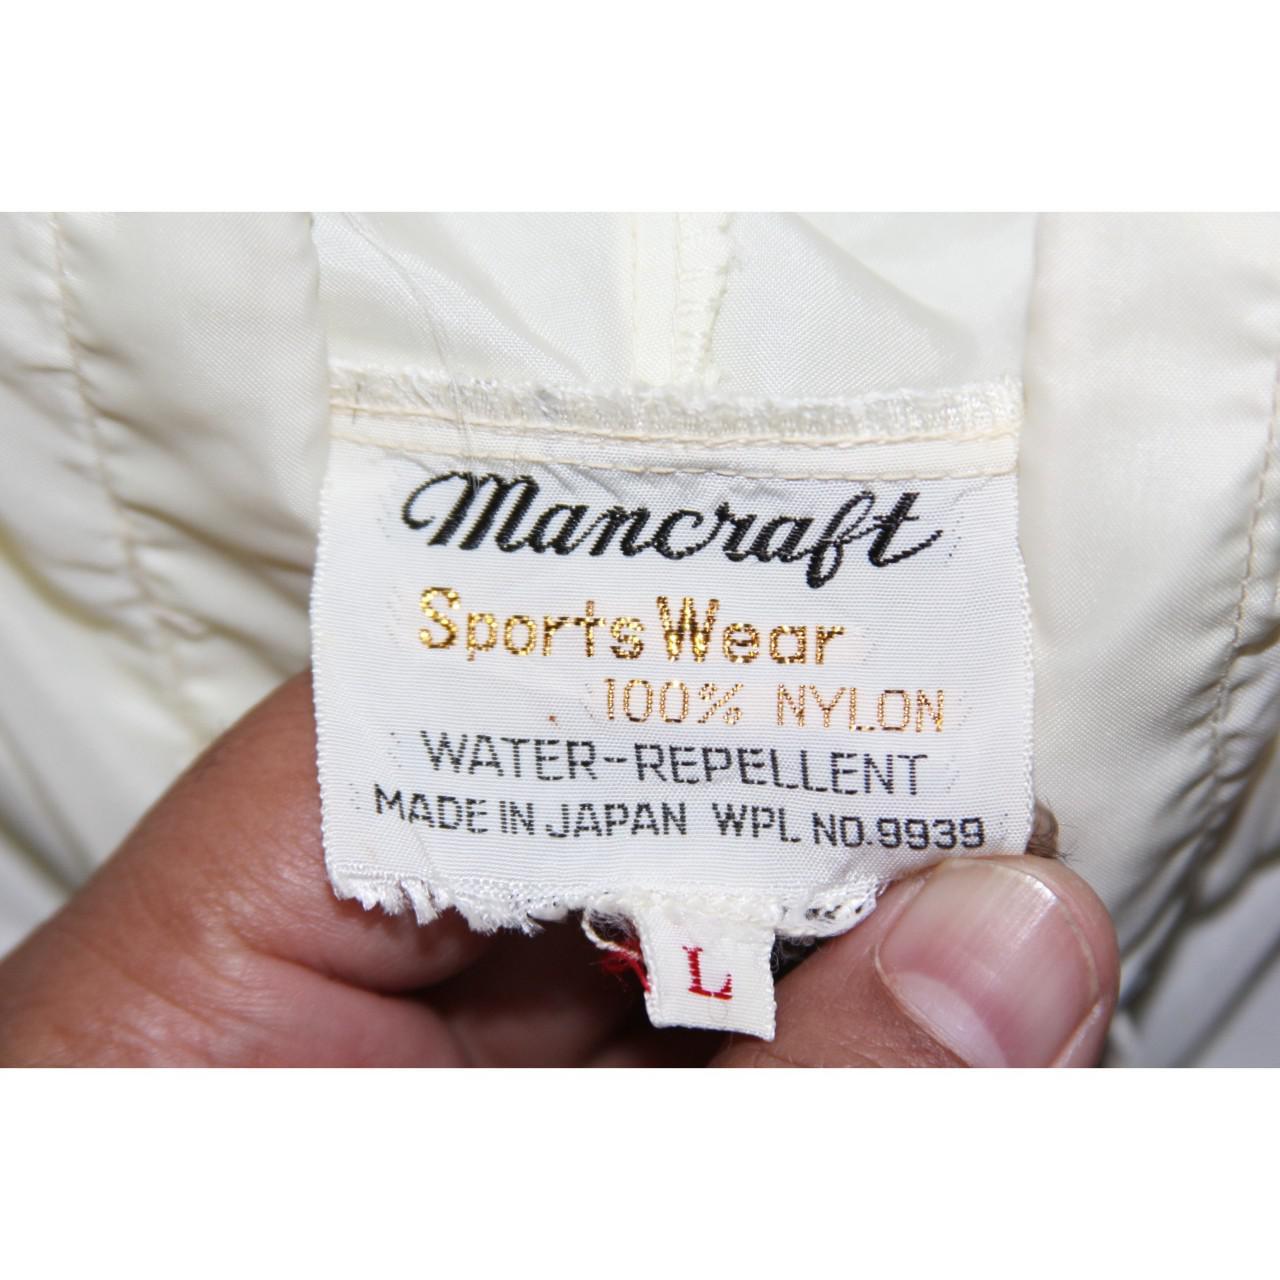 Mancraft
SportsWear
100% NYLON
WATER-REPELLENT
MADE IN JAPAN WPL NO.9939
L